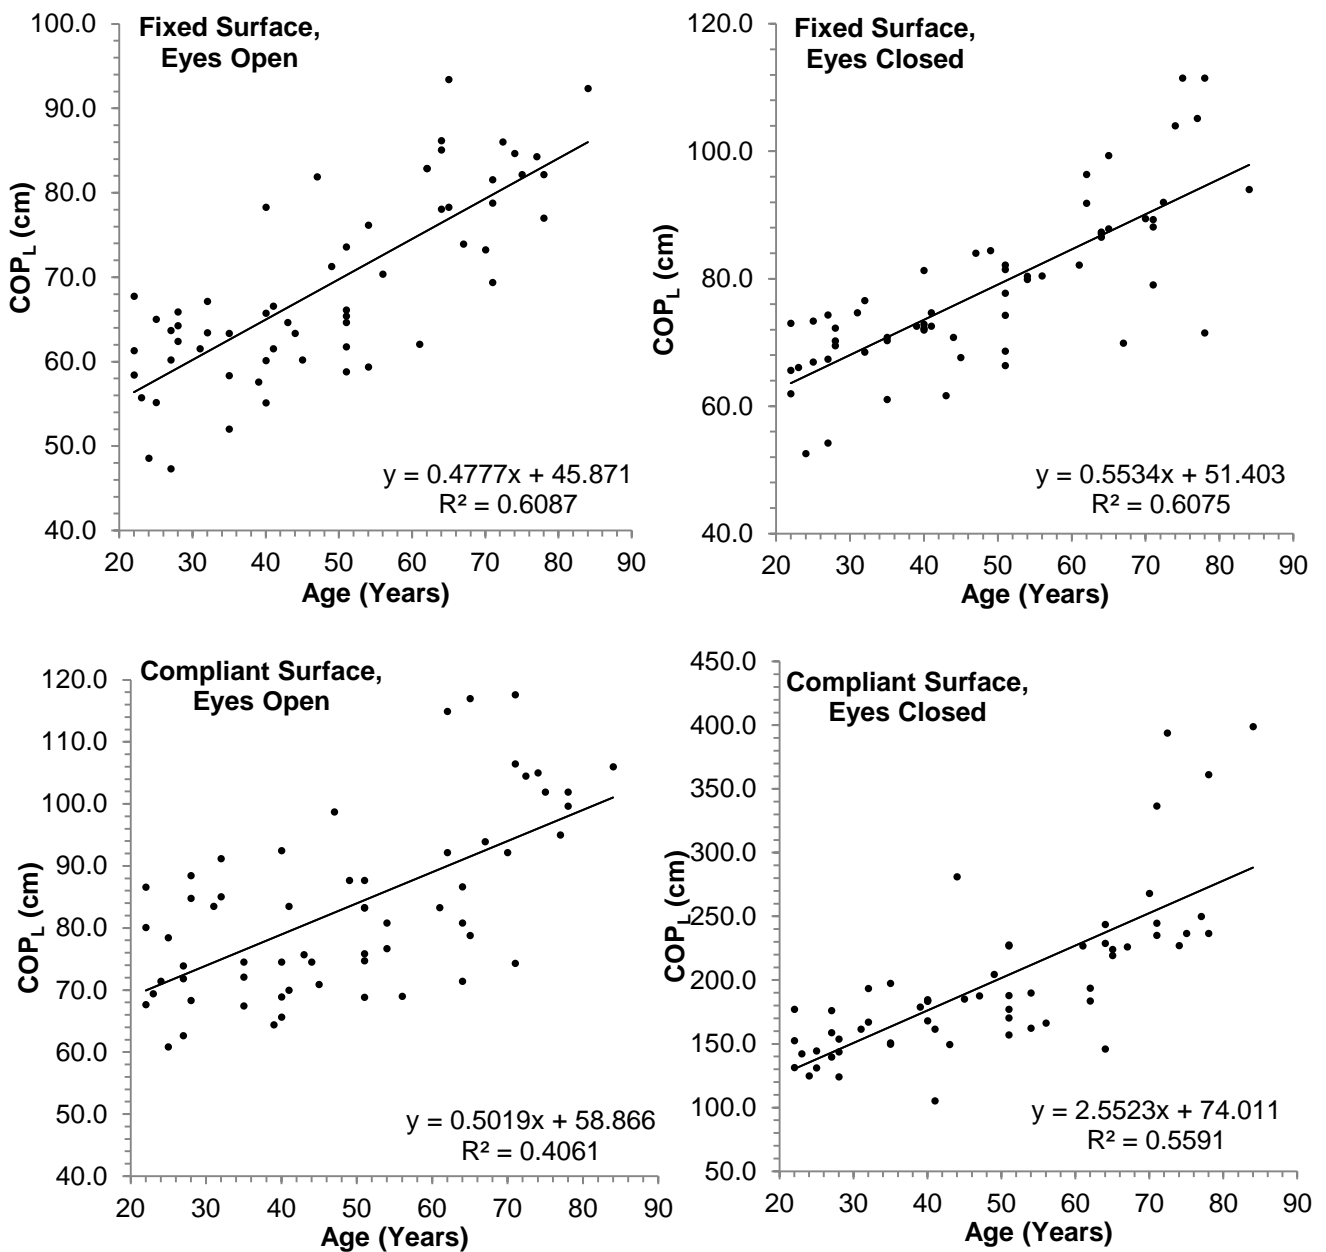 Fixed Surface,
Eyes Open
100.0
90.0
80.0
70.0
60.0
50.0
40.0
COP_L (cm)
y = 0.4777x + 45.871
R² = 0.6087
20 30 40 50 60 70 80 90
Age (Years)
Fixed Surface,
Eyes Closed
120.0
100.0
80.0
60.0
40.0
COP_L (cm)
y = 0.5534x + 51.403
R² = 0.6075
20 30 40 50 60 70 80 90
Age (Years)
Compliant Surface,
Eyes Open
120.0
110.0
100.0
90.0
80.0
70.0
60.0
50.0
40.0
COP_L (cm)
y = 0.5019x + 58.866
R² = 0.4061
20 30 40 50 60 70 80 90
Age (Years)
Compliant Surface,
Eyes Closed
450.0
400.0
350.0
300.0
250.0
200.0
150.0
100.0
50.0
COP_L (cm)
y = 2.5523x + 74.011
R² = 0.5591
20 30 40 50 60 70 80 90
Age (Years)